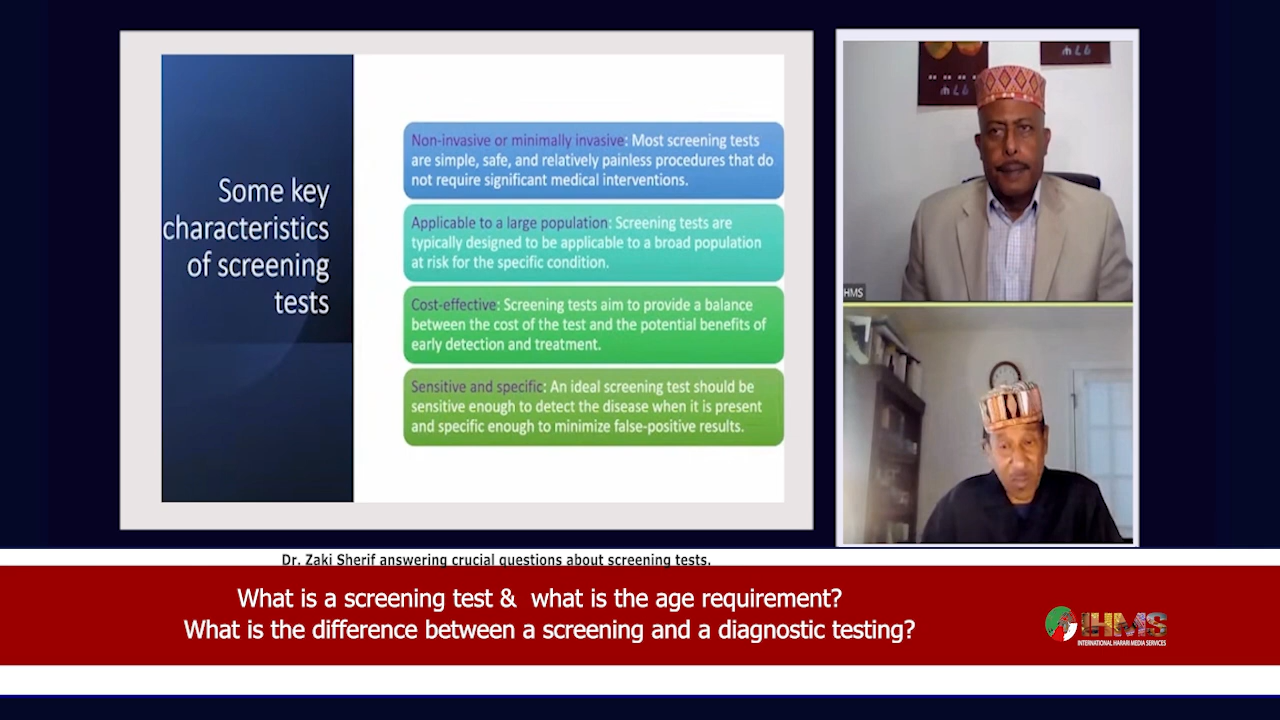 Some key
characteristics
of screening
tests
Non-invasive or minimally invasive: Most screening tests
are simple, safe, and relatively painless procedures that do
not require significant medical interventions.
Applicable to a large population: Screening tests are
typically designed to be applicable to a broad population
at risk for the specific condition.
Cost-effective: Screening tests aim to provide a balance
between the cost of the test and the potential benefits of
early detection and treatment.
Sensitive and specific: An ideal screening test should be
sensitive enough to detect the disease when it is present
and specific enough to minimize false-positive results.
IHMS
Dr. Zaki Sherif answering crucial questions about screening tests.
What is a screening test & what is the age requirement?
What is the difference between a screening and a diagnostic testing?
IHMS
INTERNATIONAL HARARI MEDIA SERVICES